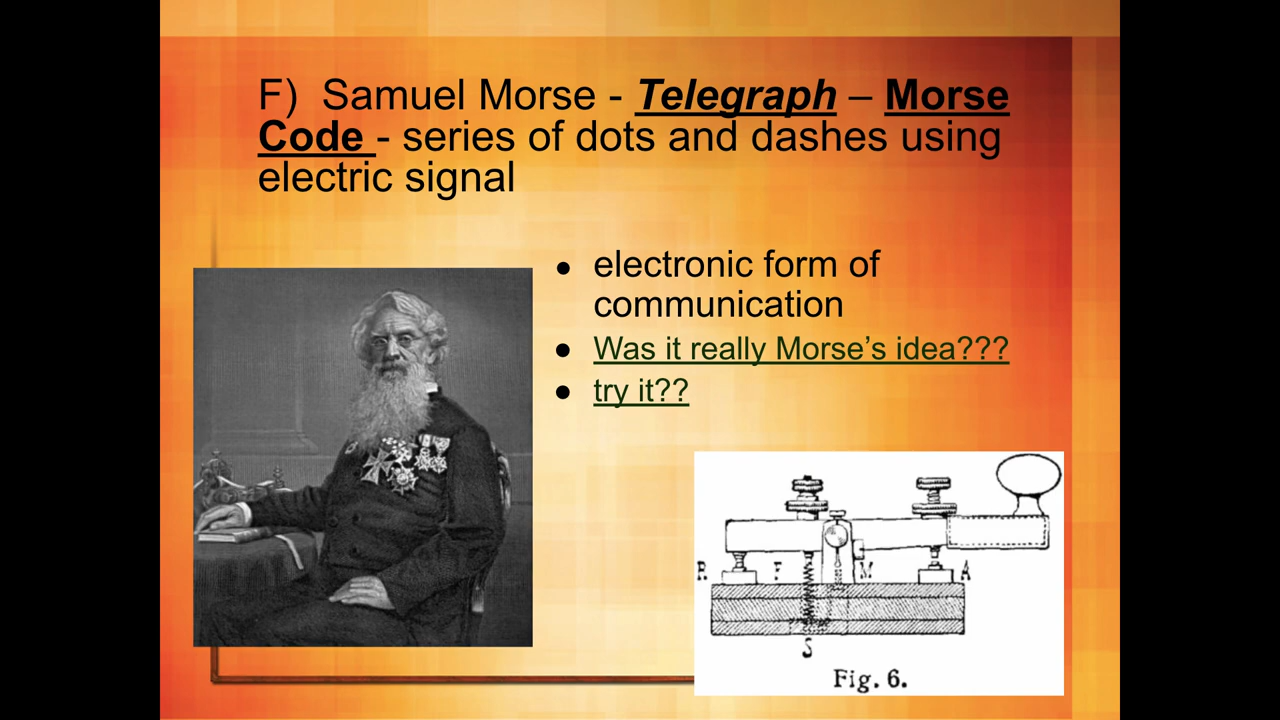 F)  Samuel Morse - Telegraph – Morse
Code - series of dots and dashes using
electric signal
● electronic form of
communication
● Was it really Morse’s idea???
● try it??
R F M A
S
Fig. 6.